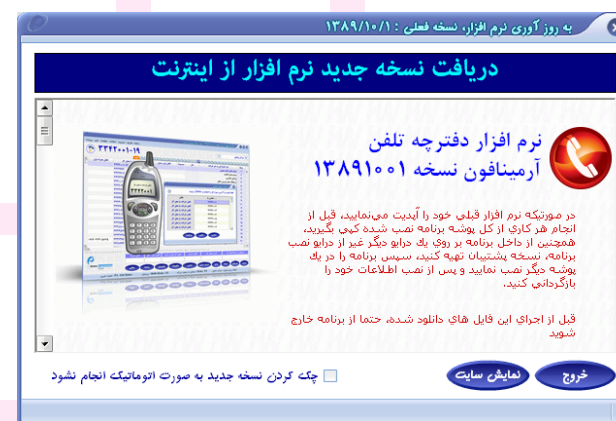 به روز آوری نرم افزار، نسخه فعلی : ۱۳۸۹/۱۰/۱
دریافت نسخه جدید نرم افزار از اینترنت
نرم افزار دفترچه تلفن
آرمینافون نسخه ۱۳۸۹۱۰۰۱
در صورتیکه نرم افزار قبلی خود را آپدیت می‌نمایید، قبل از
انجام هر کاری از کل پوشه برنامه نصب شده کپی بگیرید،
همچنین از داخل برنامه بر روی یك درایو دیگر غیر از درایو نصب
برنامه، نسخه پشتیبان تهیه کنید، سپس برنامه را در یك
پوشه دیگر نصب نمایید و پس از نصب اطلاعات خود را
بازگردانی کنید.
قبل از اجرای این فایل های دانلود شده، حتما از برنامه خارج
شوید
۳۳۳۲۰۰۱-۱۹
چک کردن نسخه جدید به صورت اتوماتیک انجام نشود
نمایش سایت
خروج